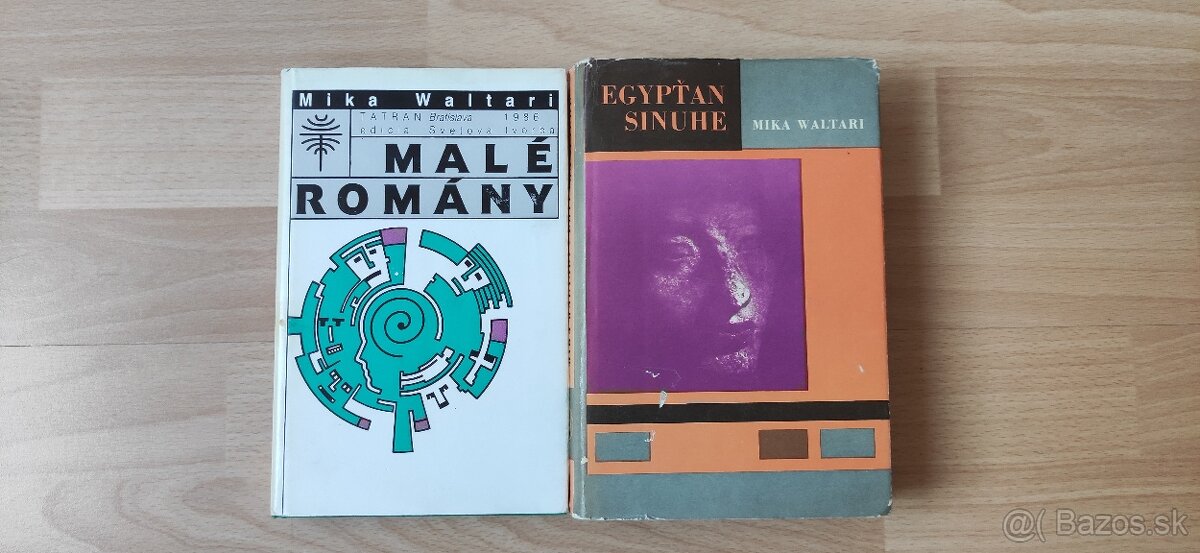 Mika Waltari
TATRAN Bratislava 1986
edícia Svetová tvorba
MALÉ
ROMÁNY
EGYPŤAN
SINUHE
MIKA WALTARI
@( Bazos.sk